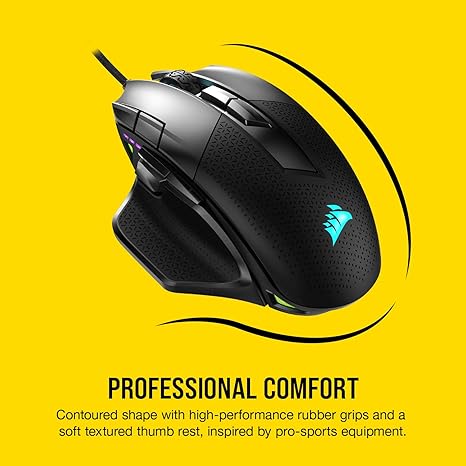 PROFESSIONAL COMFORT
Contoured shape with high-performance rubber grips and a
soft textured thumb rest, inspired by pro-sports equipment.